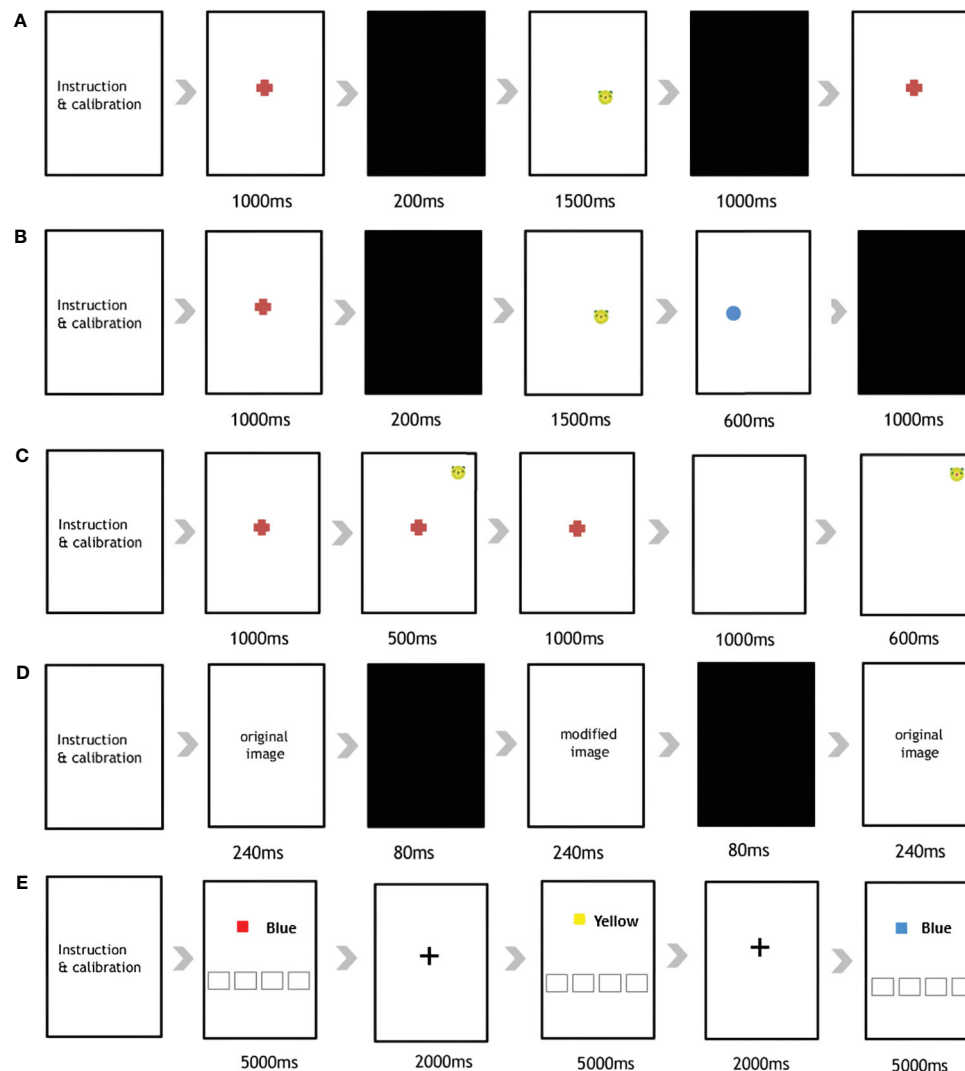 A
Instruction
& calibration
1000ms
200ms
1500ms
1000ms
B
Instruction
& calibration
1000ms
200ms
1500ms
600ms
1000ms
C
Instruction
& calibration
1000ms
500ms
1000ms
1000ms
600ms
D
Instruction
& calibration
original
image
modified
image
original
image
240ms
80ms
240ms
80ms
240ms
E
Instruction
& calibration
Blue
Yellow
Blue
5000ms
2000ms
5000ms
2000ms
5000ms